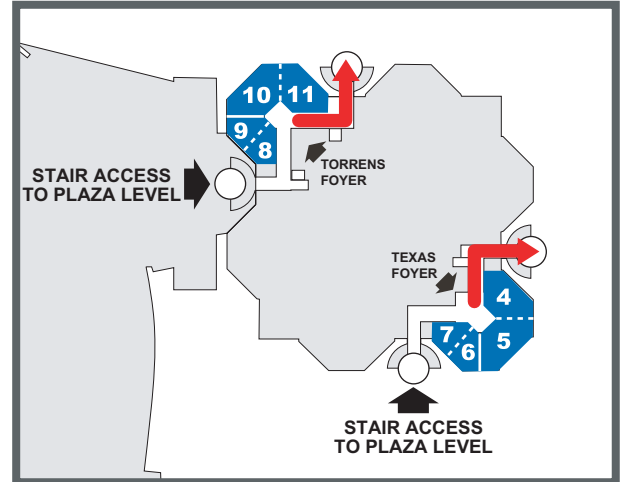 10 11
9
8
TORRENS
FOYER
STAIR ACCESS
TO PLAZA LEVEL
TEXAS
FOYER
4
7
6
5
STAIR ACCESS
TO PLAZA LEVEL